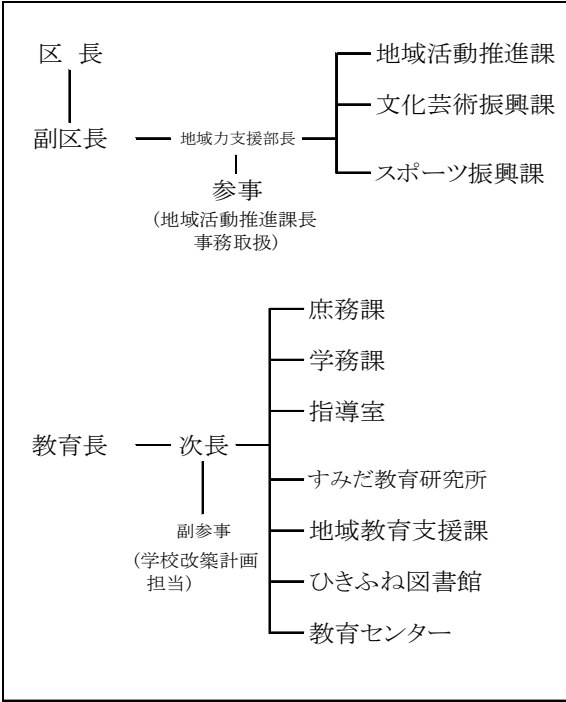 区 長
副区長
地域力支援部長
参事
(地域活動推進課長
事務取扱)
地域活動推進課
文化芸術振興課
スポーツ振興課
教育長
次長
副参事
(学校改築計画
担当)
庶務課
学務課
指導室
すみだ教育研究所
地域教育支援課
ひきふね図書館
教育センター